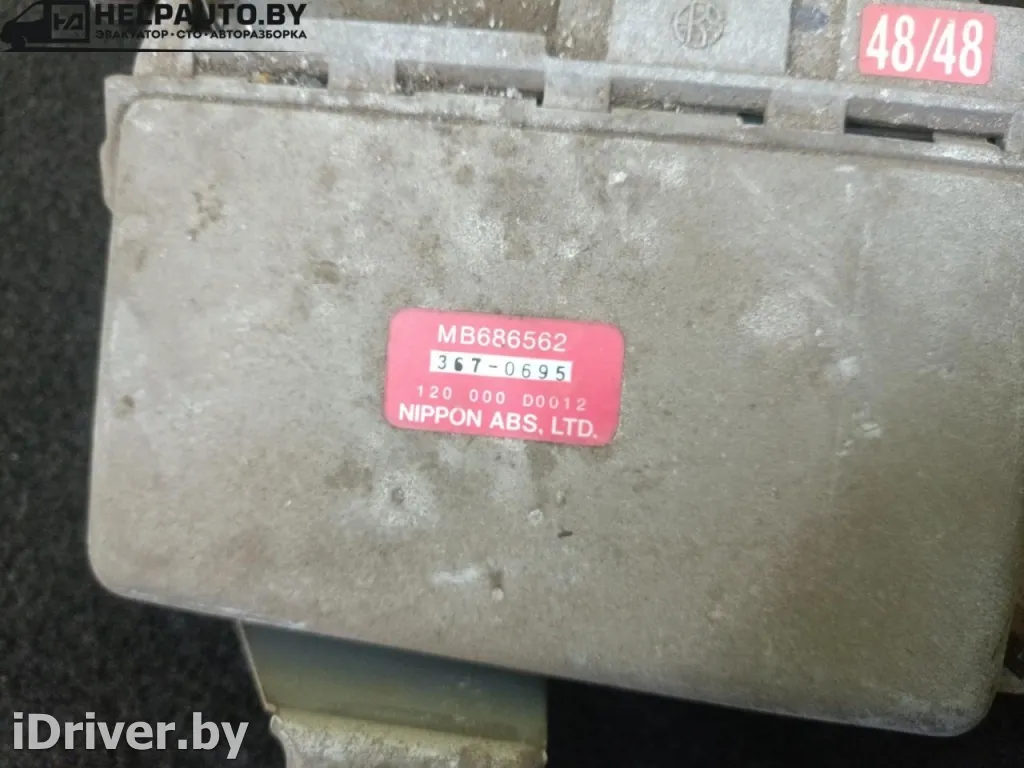 HELPAUTO.BY
ЭВАКУАТОР • СТО • АВТОРАЗБОРКА
48/48
MB686562
367-0695
120 000 D0012
NIPPON ABS, LTD.
iDriver.by